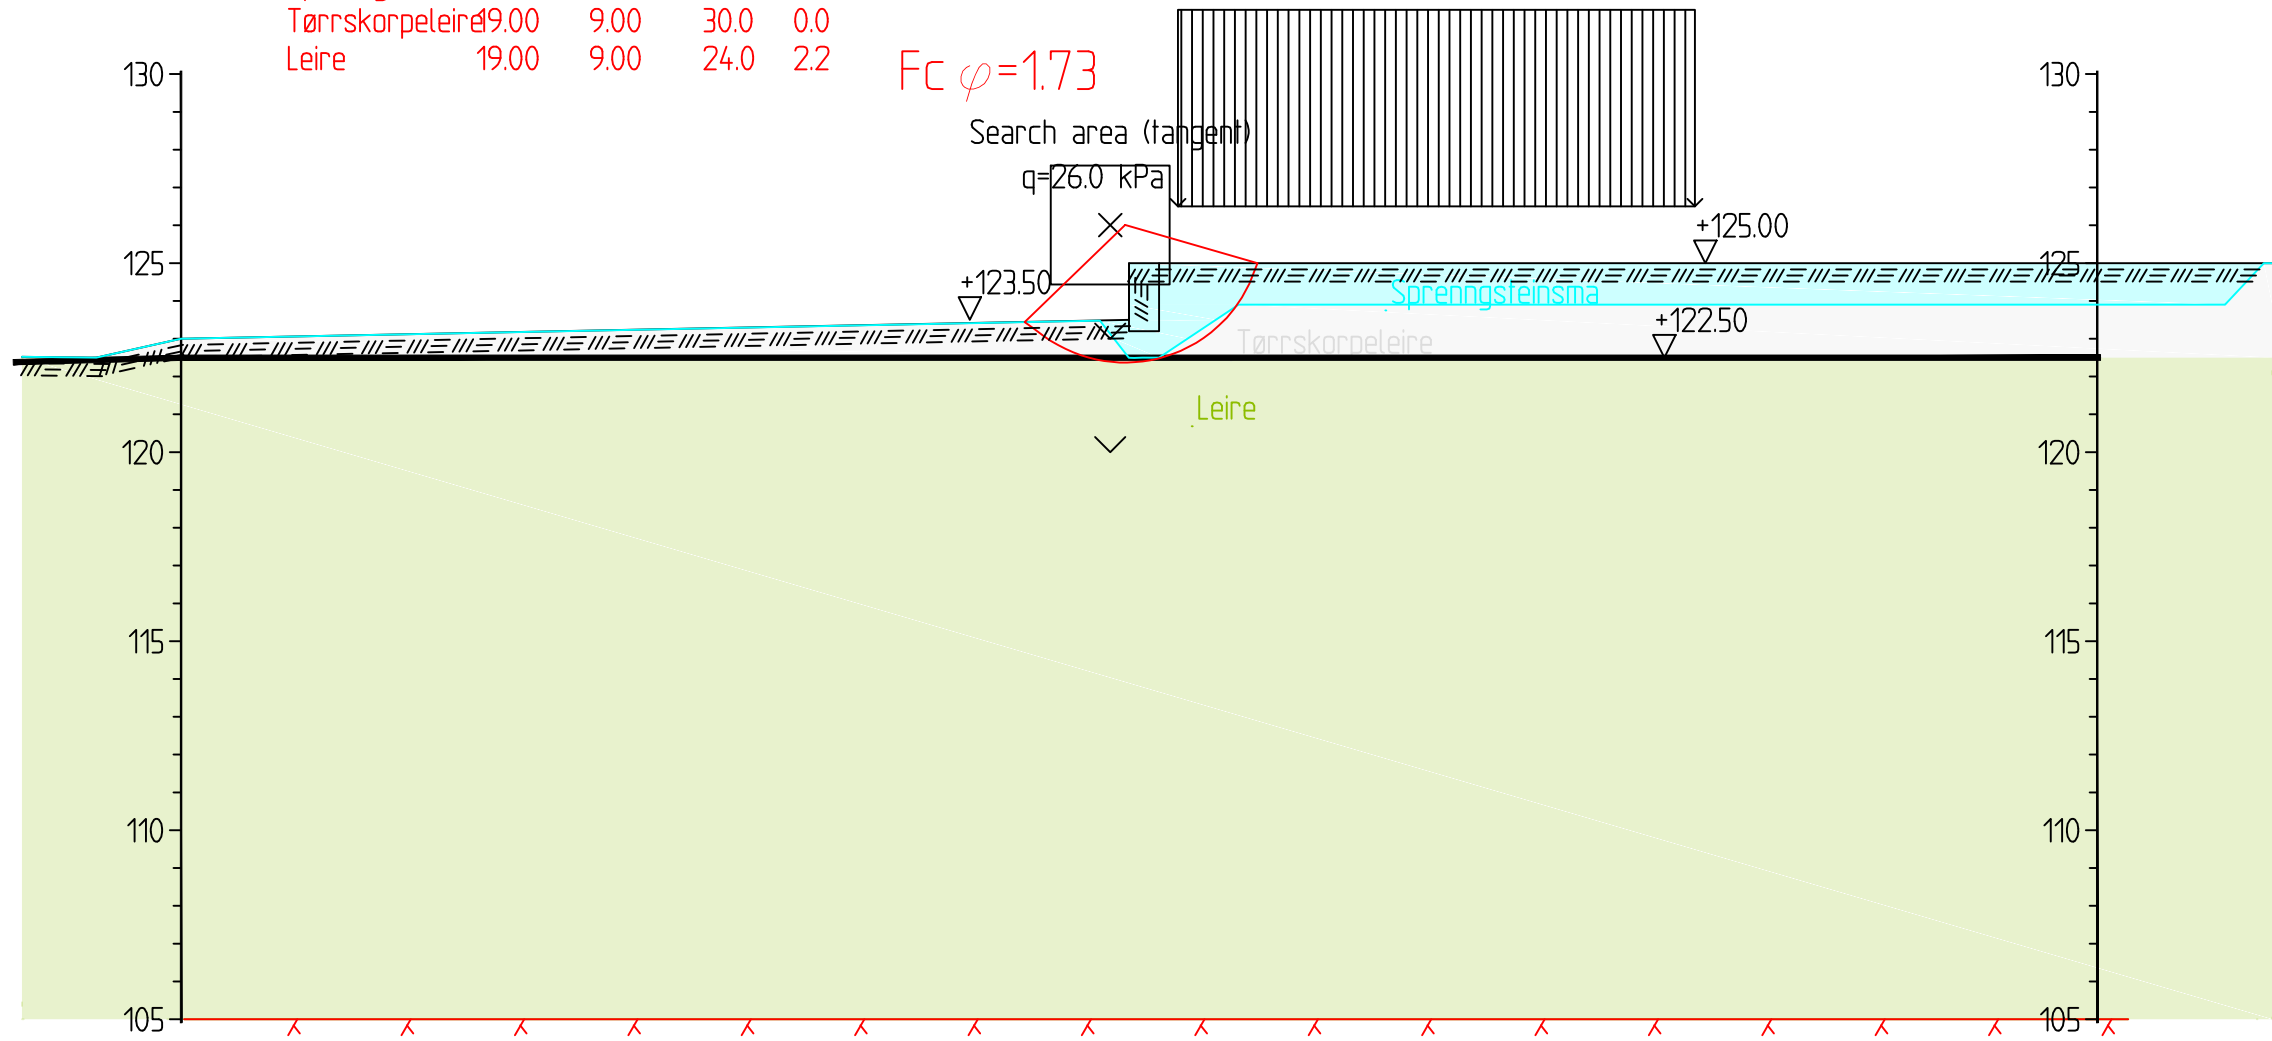 Tørrskorpeleire 19.00 9.00 30.0 0.0
Leire 19.00 9.00 24.0 2.2
Fc φ=1.73
130 130
Search area (tangent)
q=26.0 kPa
+125.00
125 125
+123.50
Sprenngsteinsma
+122.50
Tørrskorpeleire
Leire
120 120
115 115
110 110
105 105